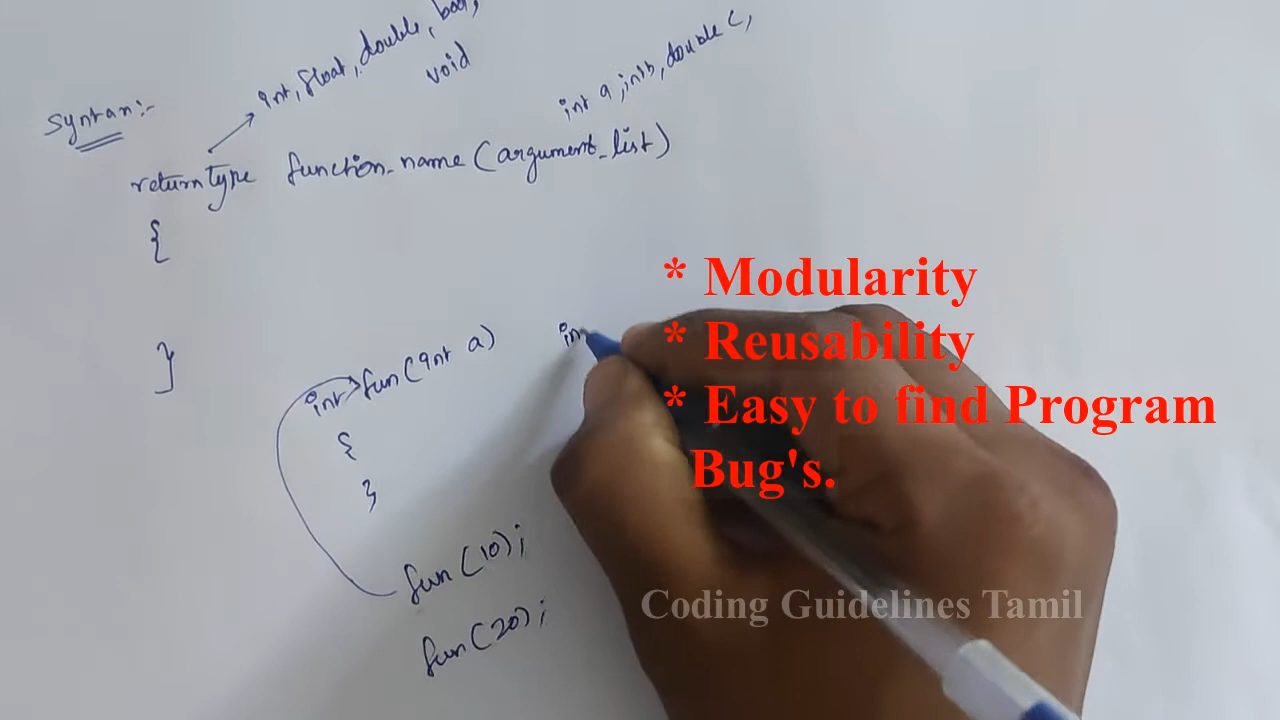 int, float, double, bool,
void
int a, int b, double c,
Syntax:-
returntype function_name (argument_list)
{
}
int fun(int a)
{
}
fun(10);
fun(20);
in
* Modularity
* Reusability
* Easy to find Program
Bug's.
Coding Guidelines Tamil